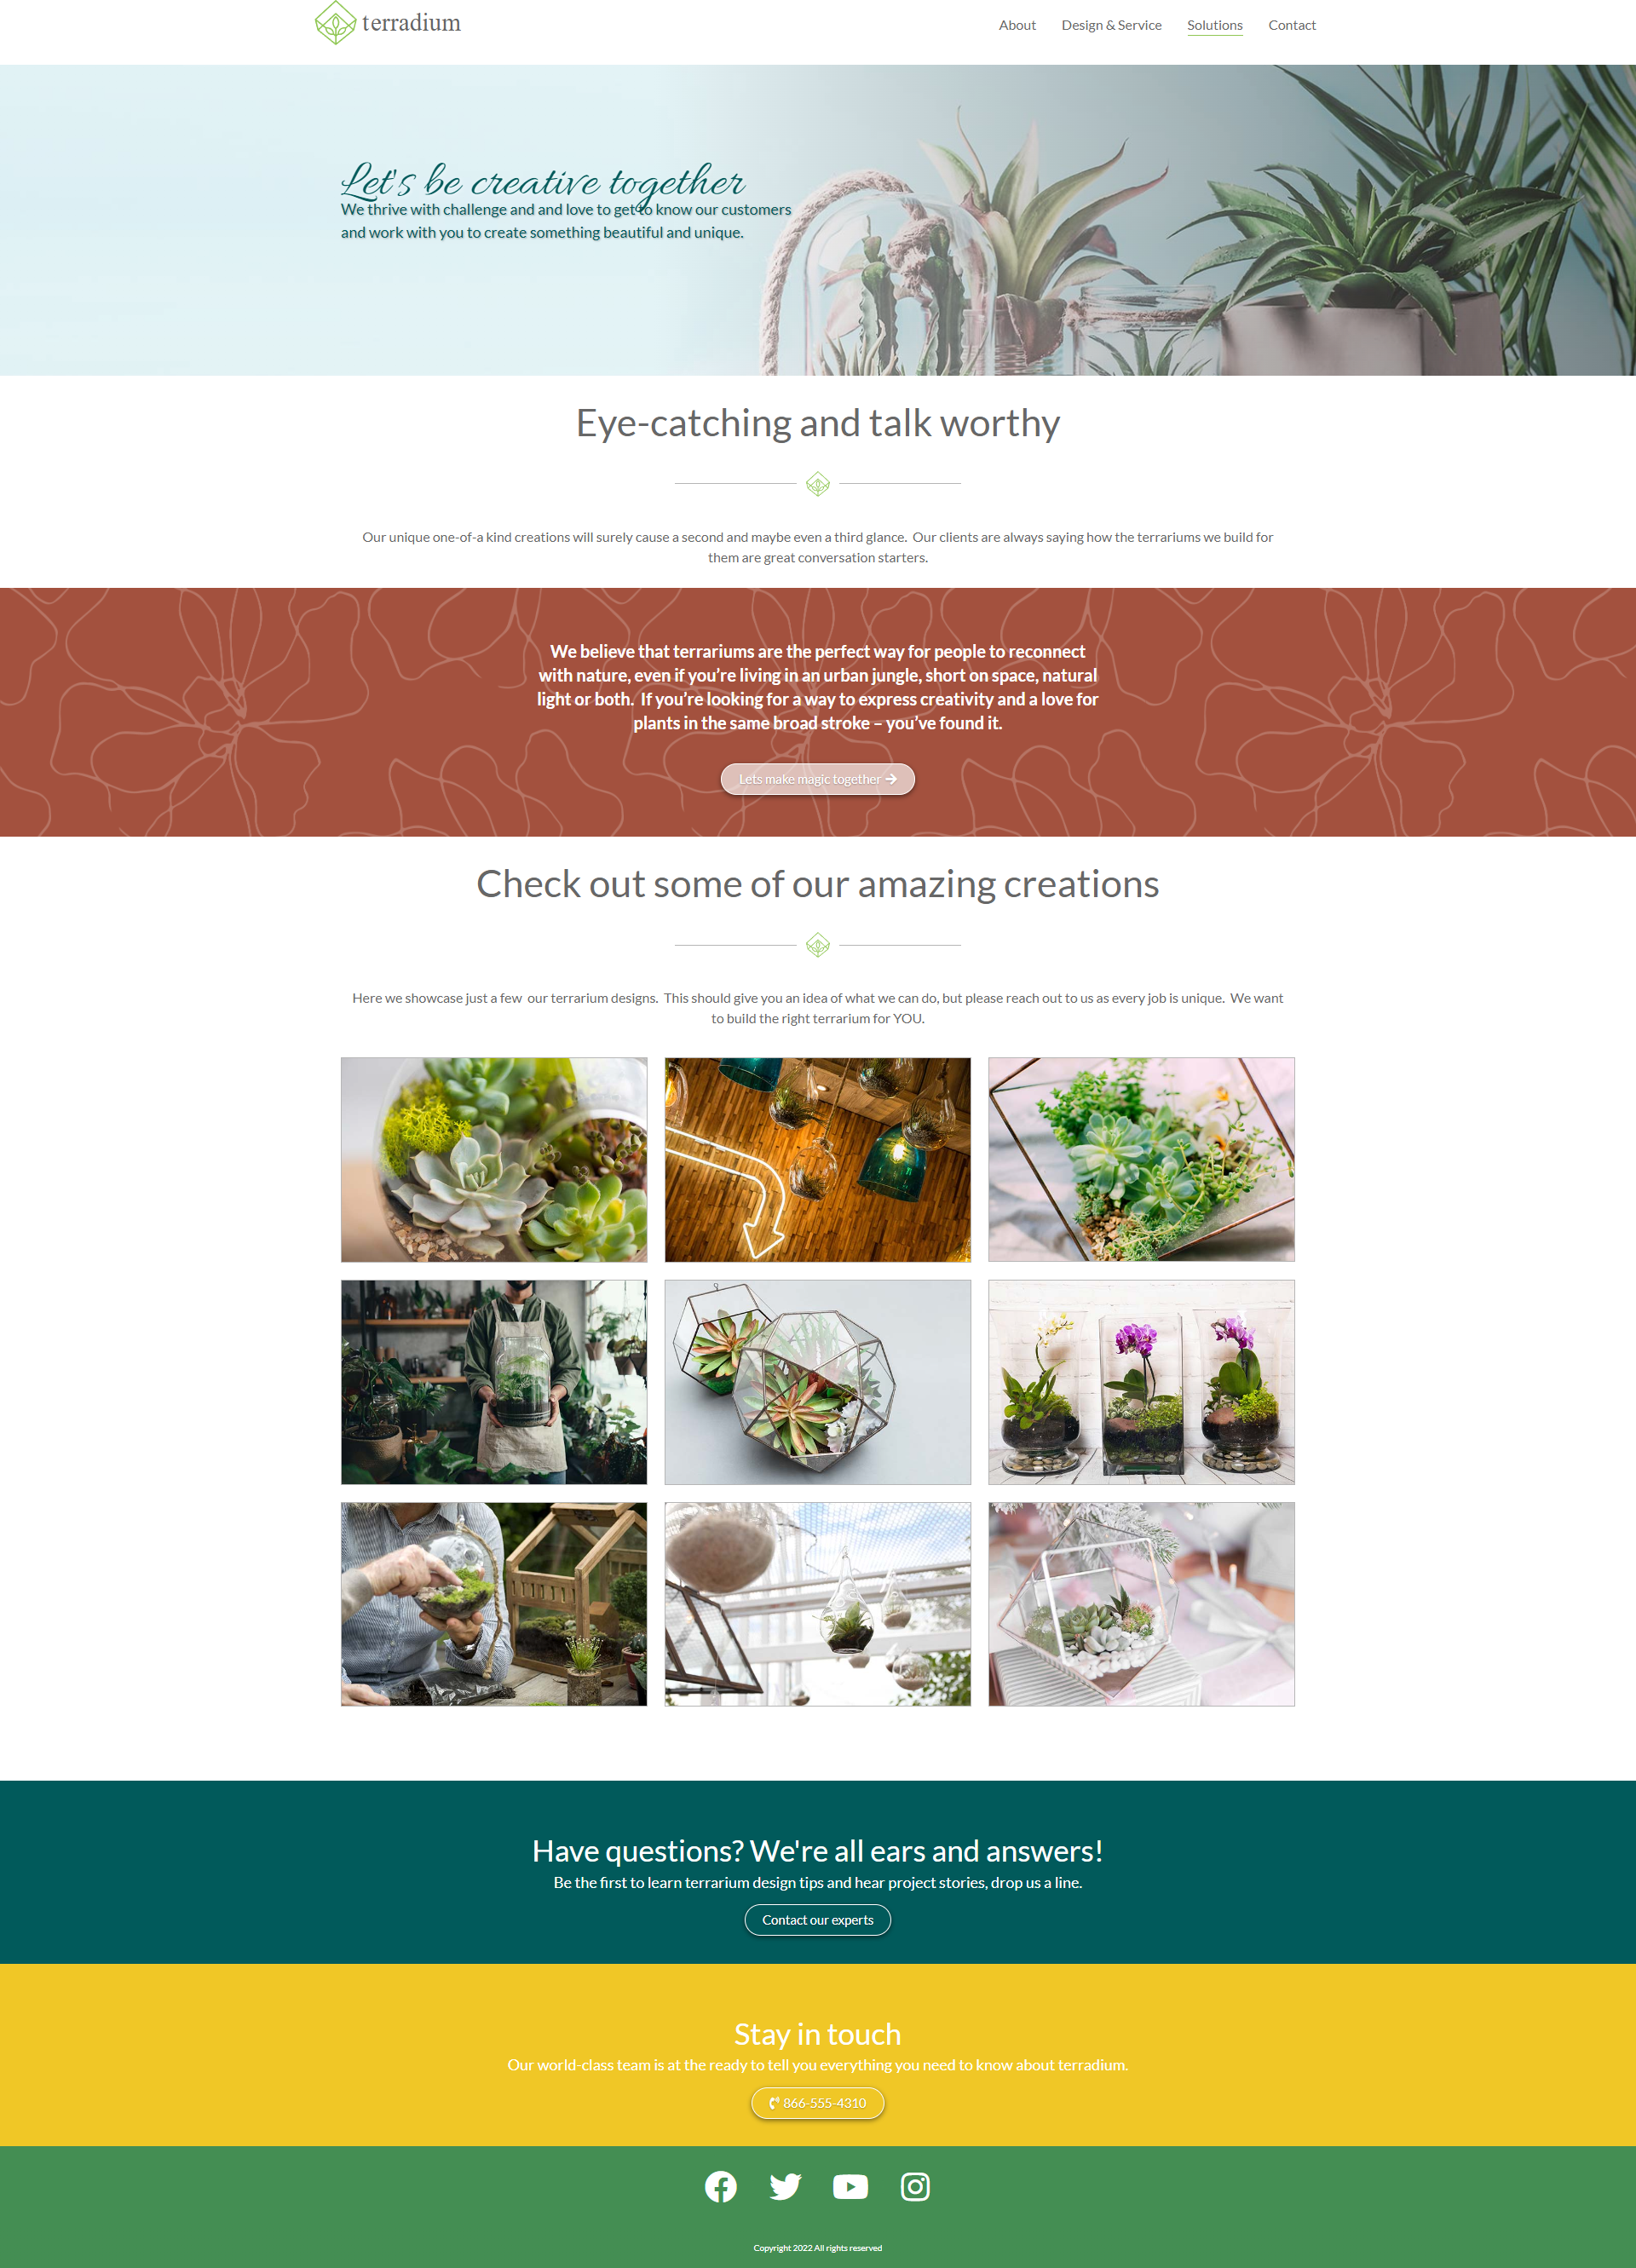 terradium
About Design & Service Solutions Contact
Let's be creative together
We thrive with challenge and and love to get to know our customers
and work with you to create something beautiful and unique.
Eye-catching and talk worthy
Our unique one-of-a kind creations will surely cause a second and maybe even a third glance. Our clients are always saying how the terrariums we build for
them are great conversation starters.
We believe that terrariums are the perfect way for people to reconnect
with nature, even if you’re living in an urban jungle, short on space, natural
light or both. If you’re looking for a way to express creativity and a love for
plants in the same broad stroke – you’ve found it.
Lets make magic together
Check out some of our amazing creations
Here we showcase just a few our terrarium designs. This should give you an idea of what we can do, but please reach out to us as every job is unique. We want
to build the right terrarium for YOU.
Have questions? We're all ears and answers!
Be the first to learn terrarium design tips and hear project stories, drop us a line.
Contact our experts
Stay in touch
Our world-class team is at the ready to tell you everything you need to know about terradium.
866-555-4310
Copyright 2022 All rights reserved